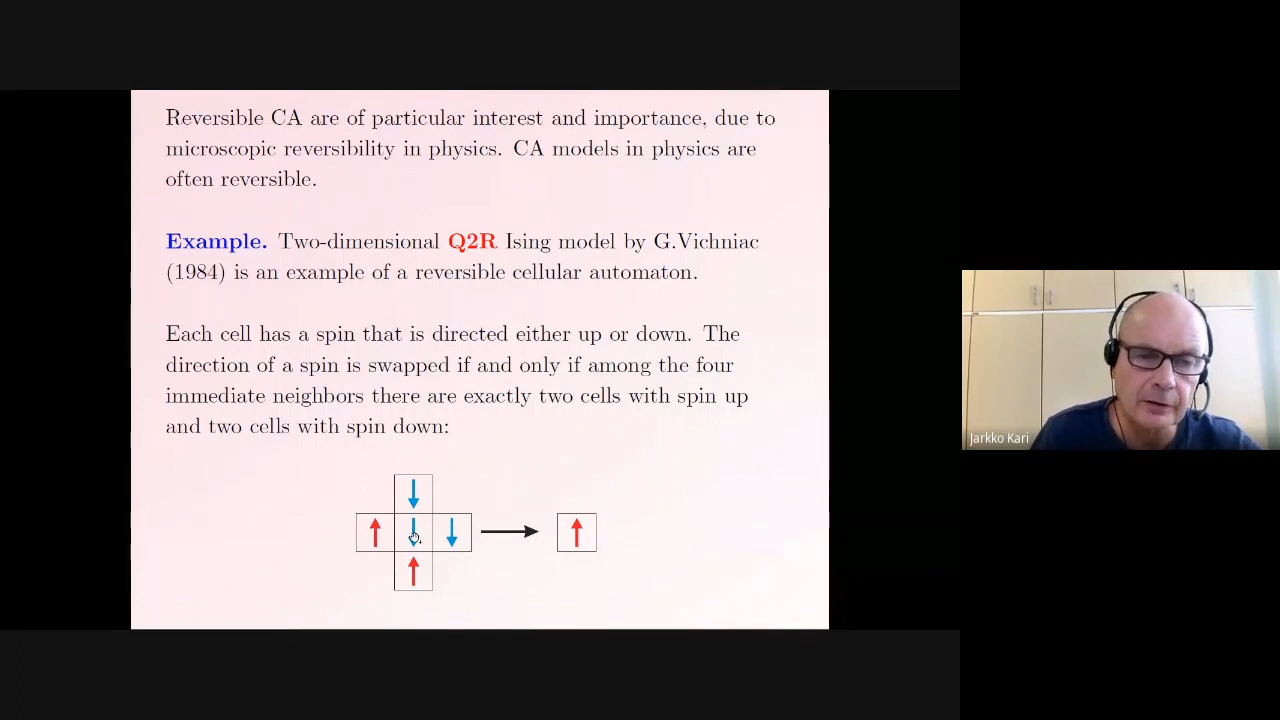 Reversible CA are of particular interest and importance, due to
microscopic reversibility in physics. CA models in physics are
often reversible.
Example. Two-dimensional Q2R Ising model by G.Vichniac
(1984) is an example of a reversible cellular automaton.
Each cell has a spin that is directed either up or down. The
direction of a spin is swapped if and only if among the four
immediate neighbors there are exactly two cells with spin up
and two cells with spin down:
Jarkko Kari